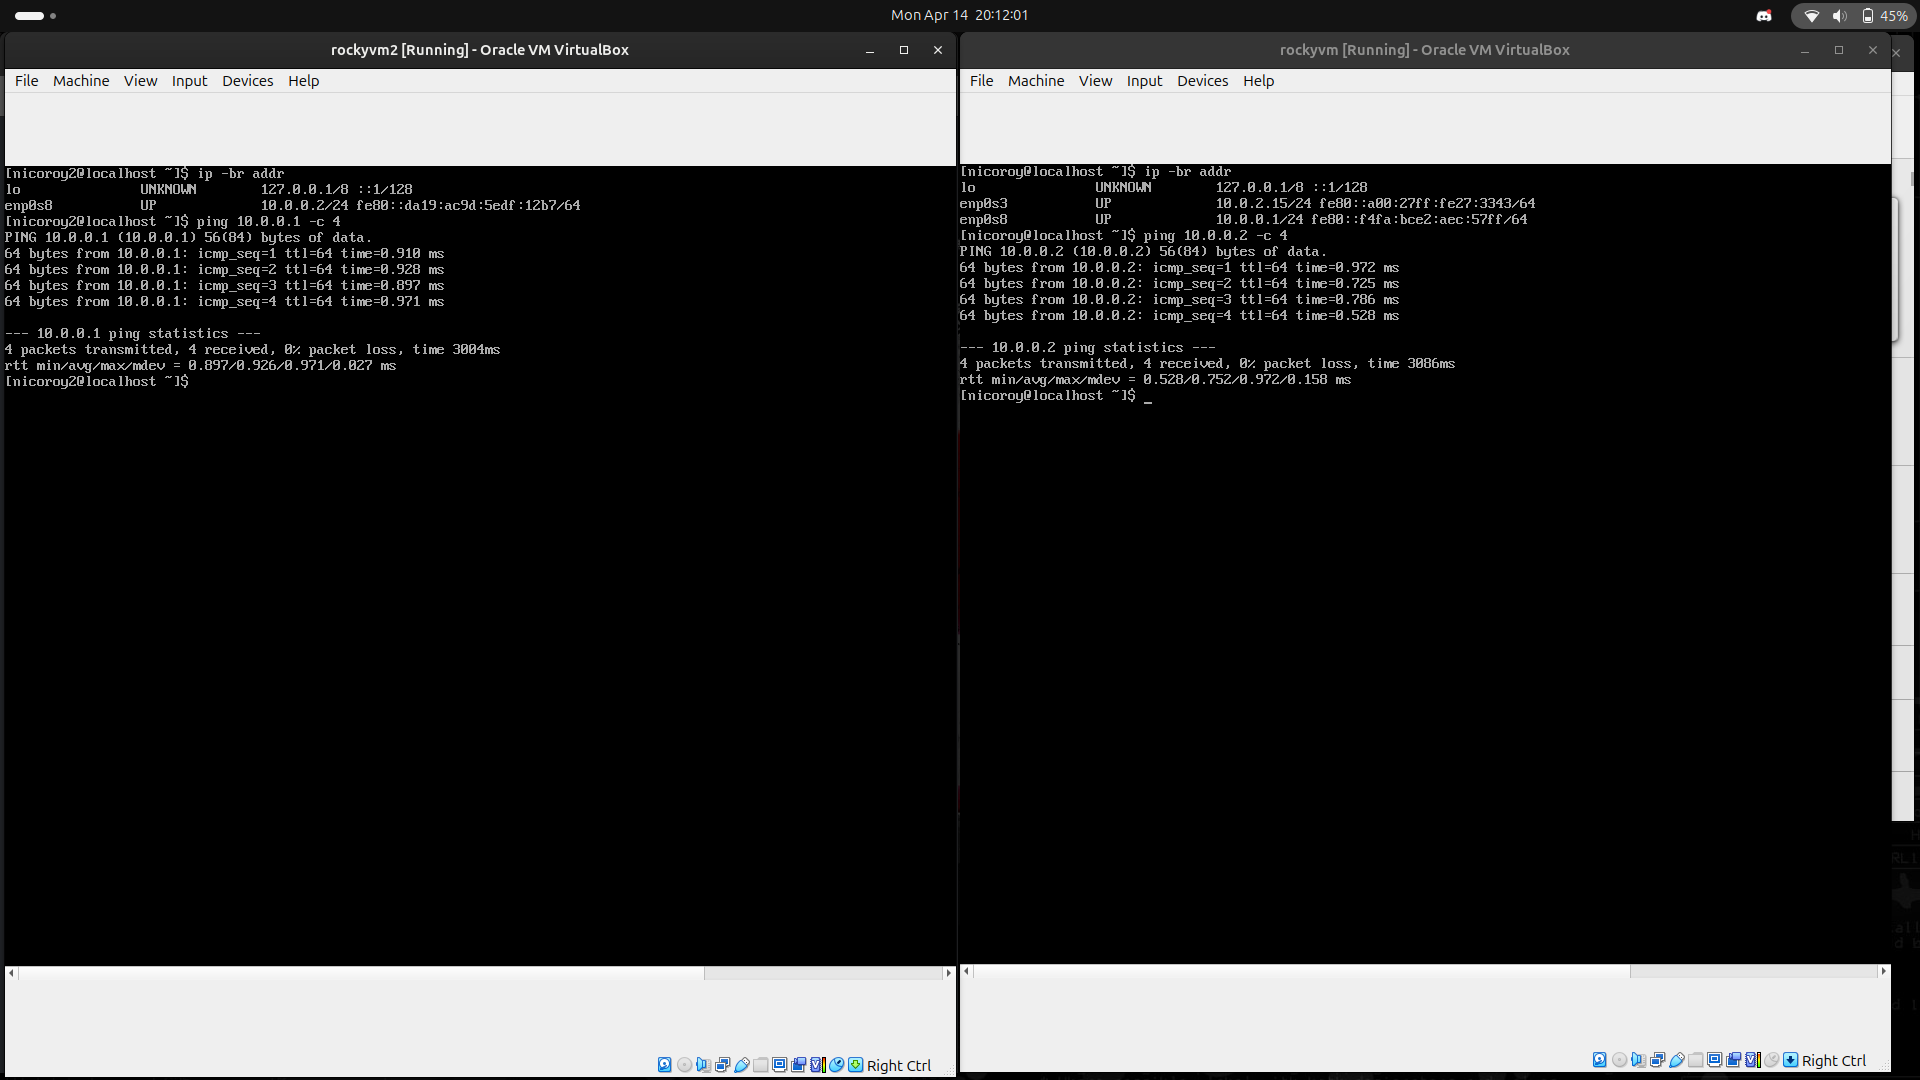 Mon Apr 14  20:12:01
45%
rockyvm2 [Running] - Oracle VM VirtualBox
File Machine View Input Devices Help
[nicoroy2@localhost ~]$ ip -br addr
lo UNKNOWN 127.0.0.1/8 ::1/128
enp0s8 UP 10.0.0.2/24 fe80::da19:ac9d:5edf:12b7/64
[nicoroy2@localhost ~]$ ping 10.0.0.1 -c 4
PING 10.0.0.1 (10.0.0.1) 56(84) bytes of data.
64 bytes from 10.0.0.1: icmp_seq=1 ttl=64 time=0.910 ms
64 bytes from 10.0.0.1: icmp_seq=2 ttl=64 time=0.928 ms
64 bytes from 10.0.0.1: icmp_seq=3 ttl=64 time=0.897 ms
64 bytes from 10.0.0.1: icmp_seq=4 ttl=64 time=0.971 ms
--- 10.0.0.1 ping statistics ---
4 packets transmitted, 4 received, 0% packet loss, time 3004ms
rtt min/avg/max/mdev = 0.897/0.926/0.971/0.027 ms
[nicoroy2@localhost ~]$
Right Ctrl
rockyvm [Running] - Oracle VM VirtualBox
File Machine View Input Devices Help
[nicoroy@localhost ~]$ ip -br addr
lo UNKNOWN 127.0.0.1/8 ::1/128
enp0s3 UP 10.0.2.15/24 fe80::a00:27ff:fe27:3343/64
enp0s8 UP 10.0.0.1/24 fe80::f4fa:bce2:aec:57ff/64
[nicoroy@localhost ~]$ ping 10.0.0.2 -c 4
PING 10.0.0.2 (10.0.0.2) 56(84) bytes of data.
64 bytes from 10.0.0.2: icmp_seq=1 ttl=64 time=0.972 ms
64 bytes from 10.0.0.2: icmp_seq=2 ttl=64 time=0.725 ms
64 bytes from 10.0.0.2: icmp_seq=3 ttl=64 time=0.786 ms
64 bytes from 10.0.0.2: icmp_seq=4 ttl=64 time=0.528 ms
--- 10.0.0.2 ping statistics ---
4 packets transmitted, 4 received, 0% packet loss, time 3086ms
rtt min/avg/max/mdev = 0.528/0.752/0.972/0.158 ms
[nicoroy@localhost ~]$ _
Right Ctrl